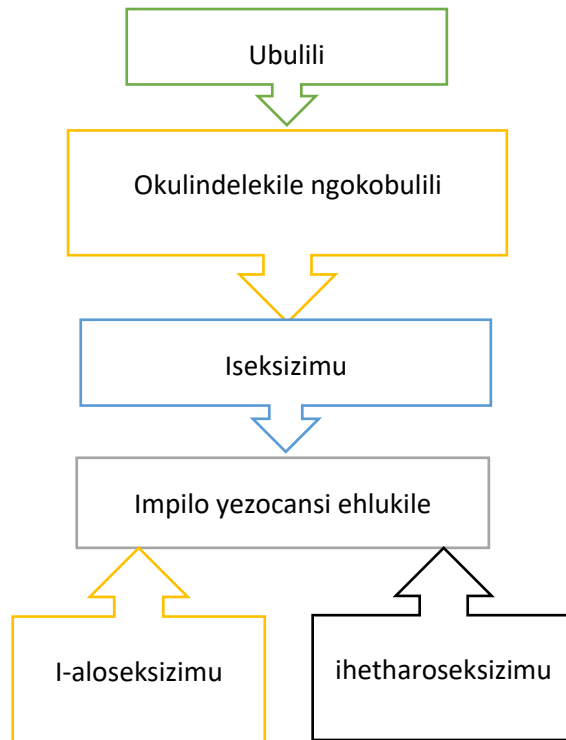 Ubulili
Okulindelekile ngokobulili
Iseksizimu
Impilo yezocansi ehlukile
I-aloseksizimu
ihetharoseksizimu